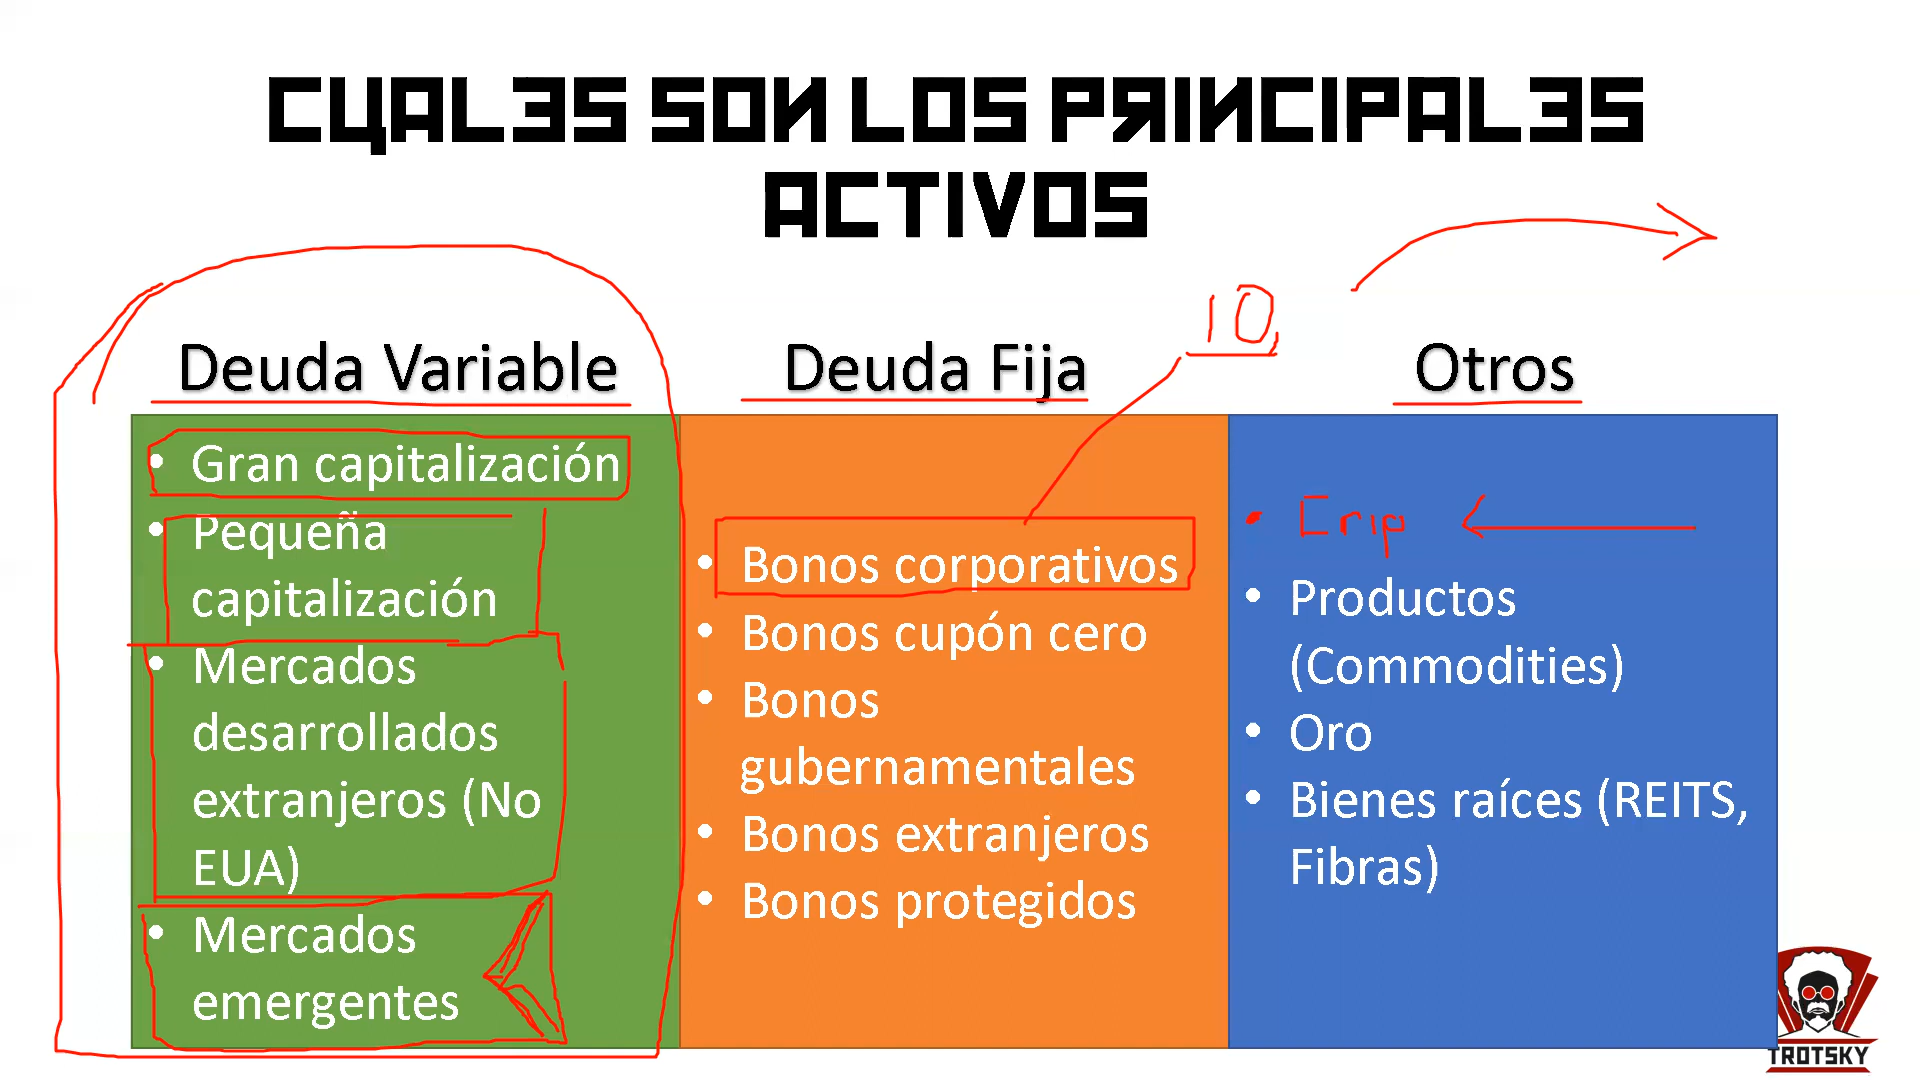 CUALES SON LOS PRINCIPALES
ACTIVOS
10
Deuda Variable
Deuda Fija
Otros
• Gran capitalización
• Pequeña
capitalización
• Mercados
desarrollados
extranjeros (No
EUA)
• Mercados
emergentes
• Bonos corporativos
• Bonos cupón cero
• Bonos
gubernamentales
• Bonos extranjeros
• Bonos protegidos
• Crip
• Productos
(Commodities)
• Oro
• Bienes raíces (REITS,
Fibras)
TROTSKY